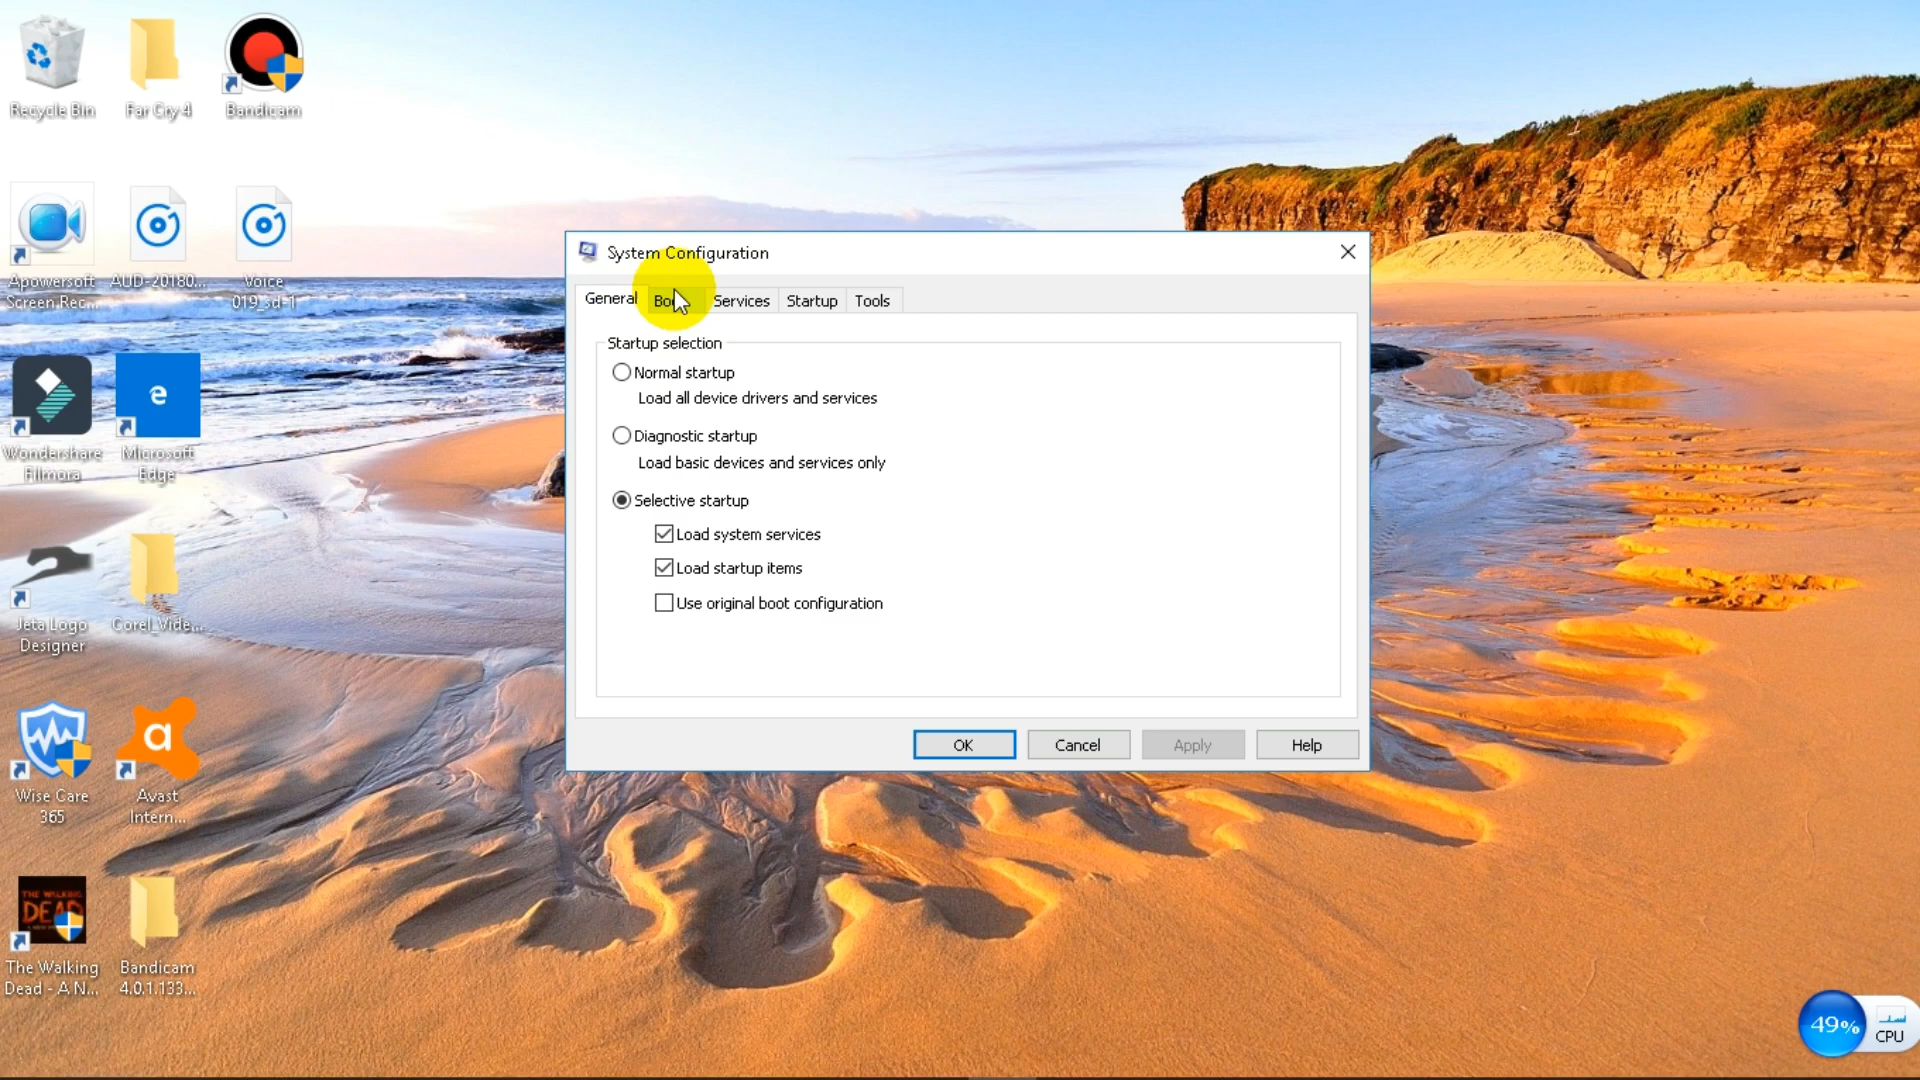 Recycle Bin
Far Cry 4
Bandicam
Apowersoft
Screen Rec...
AUD-20180...
Voice
019_sd-1
Wondershare
Filmora
Microsoft
Edge
Jeta Logo
Designer
Corel_Vide...
Wise Care
365
Avast
Intern...
THE WALKING
DEAD
The Walking
Dead - A N...
Bandicam
4.0.1.133...
System Configuration
General
Services
Startup
Tools
Startup selection
Normal startup
Load all device drivers and services
Diagnostic startup
Load basic devices and services only
Selective startup
Load system services
Load startup items
Use original boot configuration
OK
Cancel
Apply
Help
49%
CPU